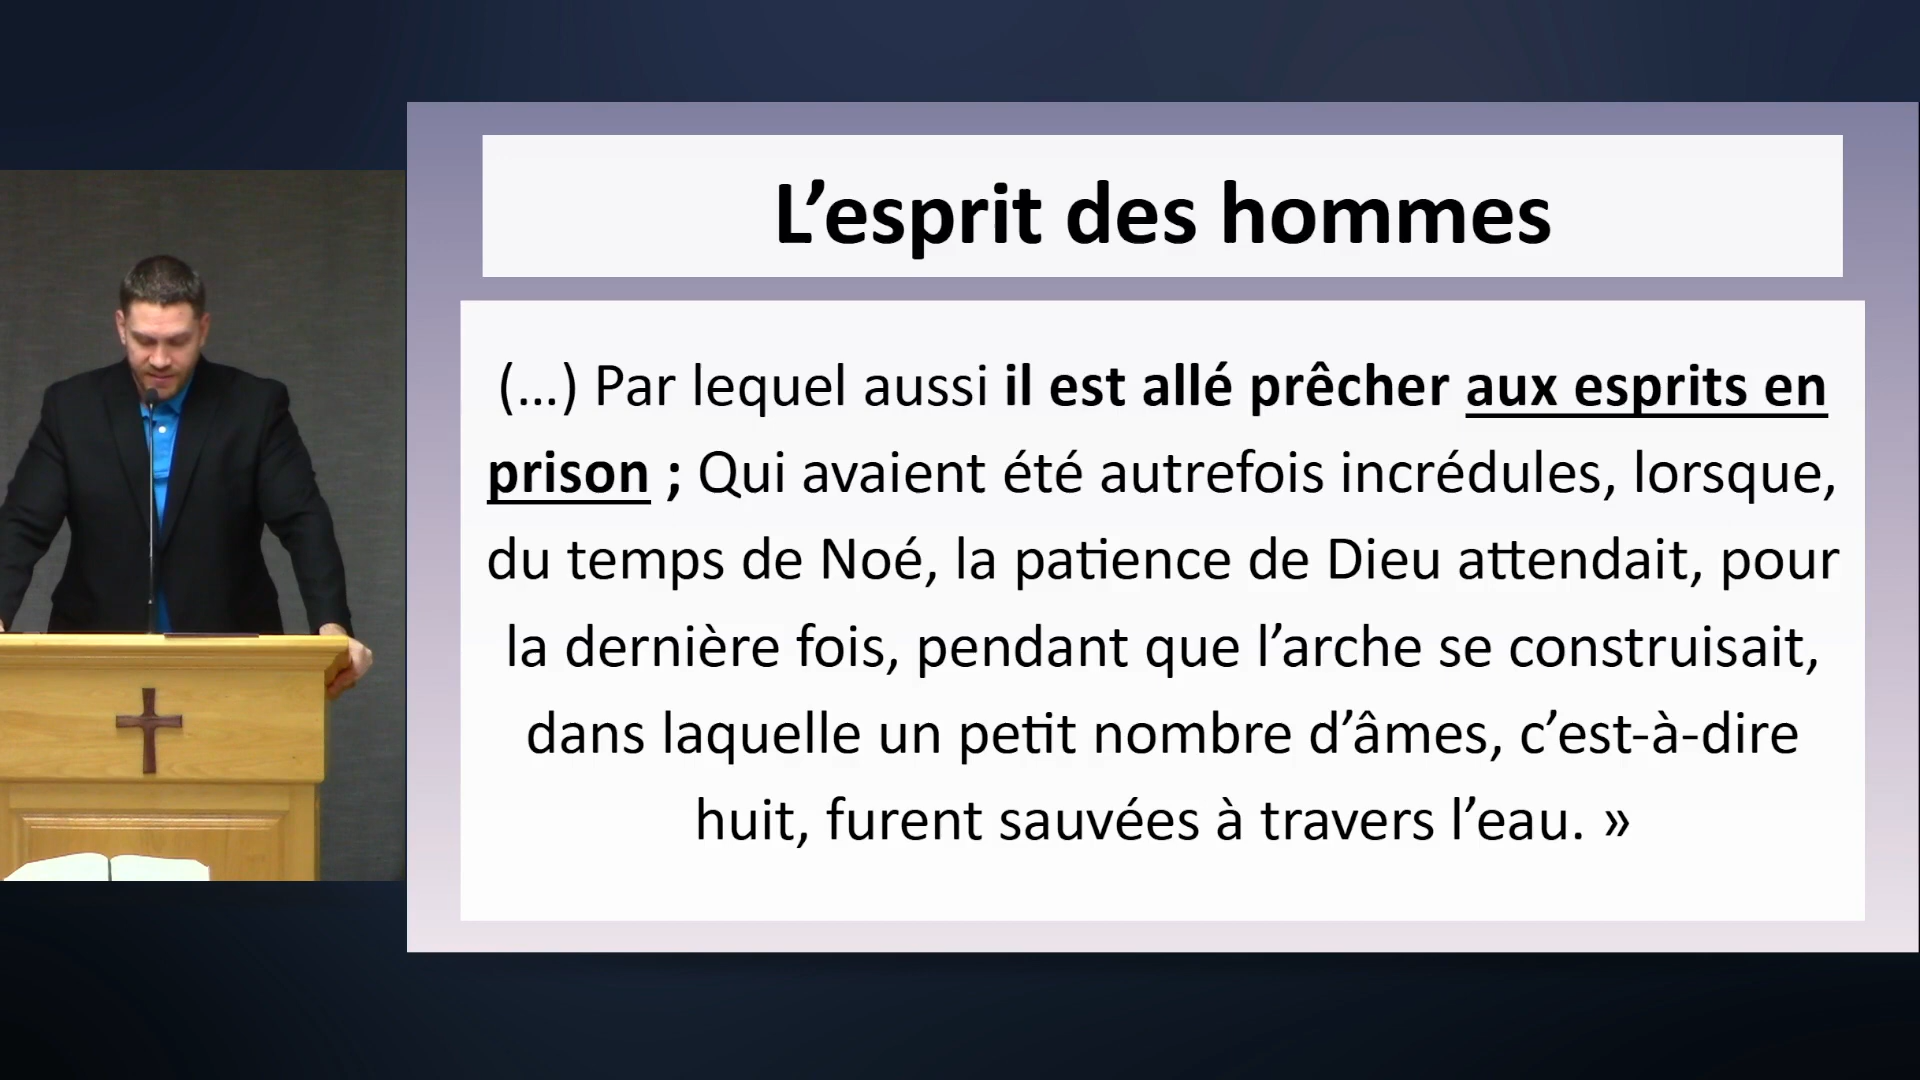 L’esprit des hommes
(…) Par lequel aussi il est allé prêcher aux esprits en
prison ; Qui avaient été autrefois incrédules, lorsque,
du temps de Noé, la patience de Dieu attendait, pour
la dernière fois, pendant que l’arche se construisait,
dans laquelle un petit nombre d’âmes, c’est-à-dire
huit, furent sauvées à travers l’eau. »